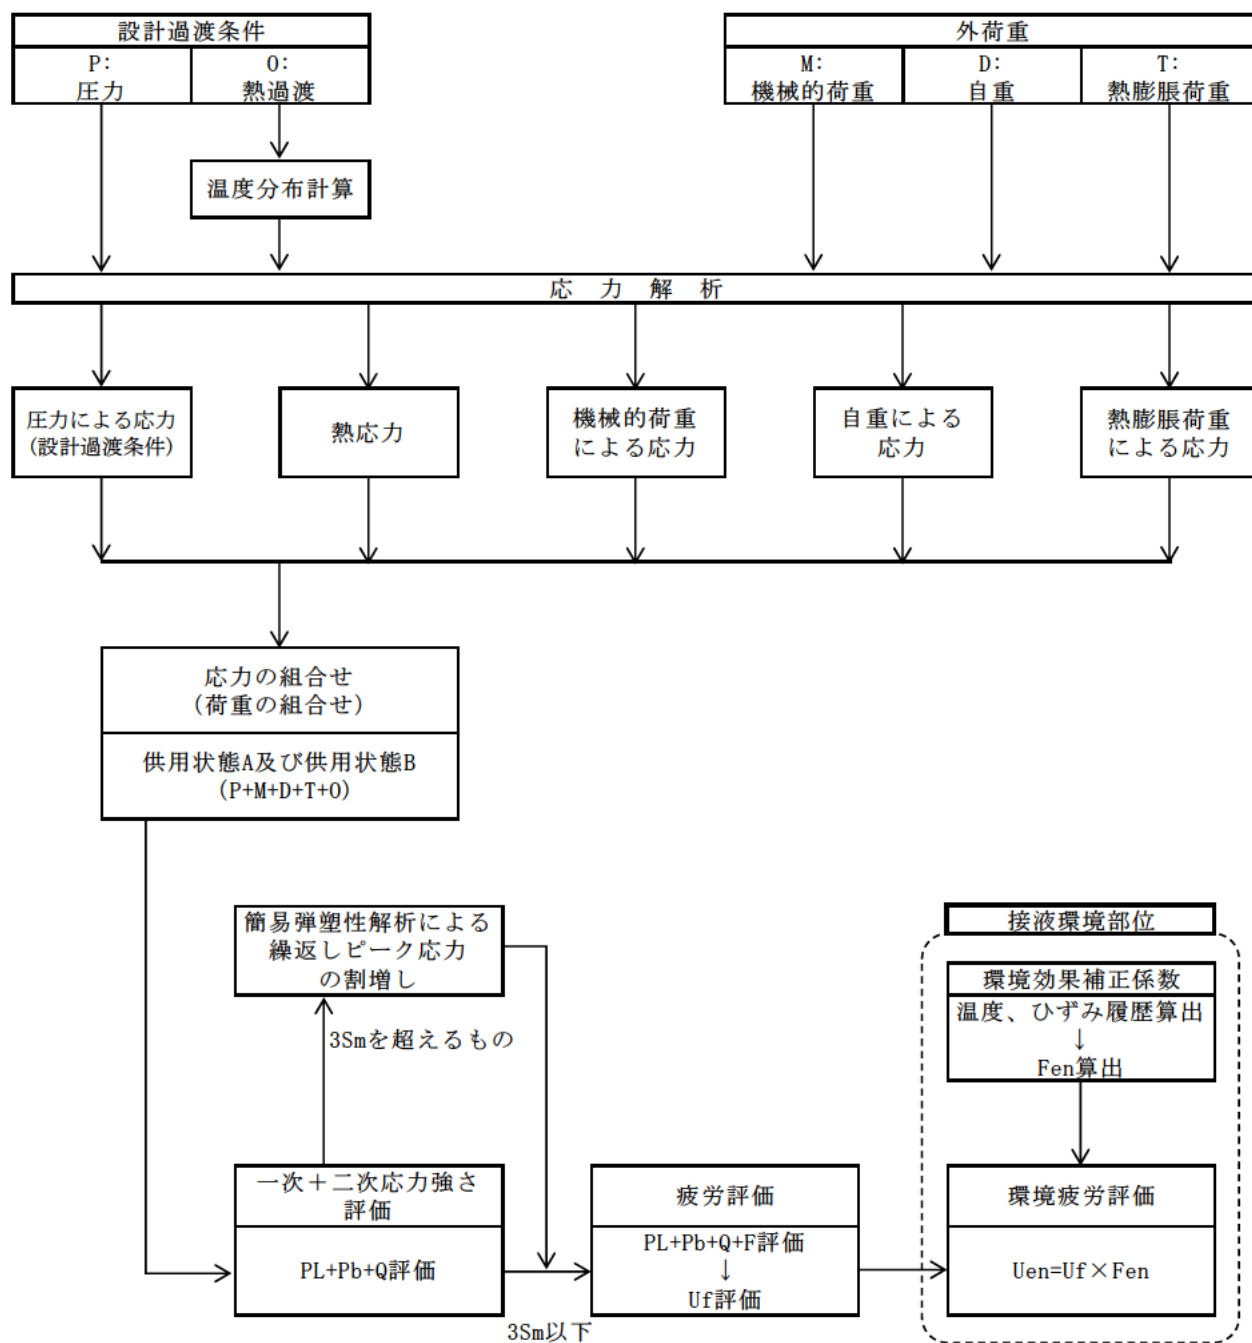 設計過渡条件
P:
圧力
O:
熱過渡
外荷重
M:
機械的荷重
D:
自重
T:
熱膨脹荷重
温度分布計算
応 力 解 析
圧力による応力
(設計過渡条件)
熱応力
機械的荷重
による応力
自重による
応力
熱膨脹荷重
による応力
応力の組合せ
(荷重の組合せ)
供用状態A及び供用状態B
(P+M+D+T+O)
簡易弾塑性解析による
繰返しピーク応力
の割増し
3Smを超えるもの
一次+二次応力強さ
評価
PL+Pb+Q評価
3Sm以下
疲労評価
PL+Pb+Q+F評価
↓
Uf評価
接液環境部位
環境効果補正係数
温度、ひずみ履歴算出
↓
Fen算出
環境疲労評価
Uen=Uf×Fen